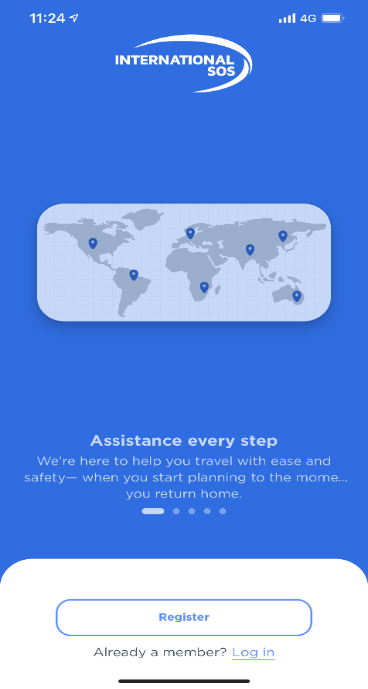 11:24 4G
INTERNATIONAL
SOS
Assistance every step
We're here to help you travel with ease and
safety— when you start planning to the mome...
you return home.
Register
Already a member? Log in